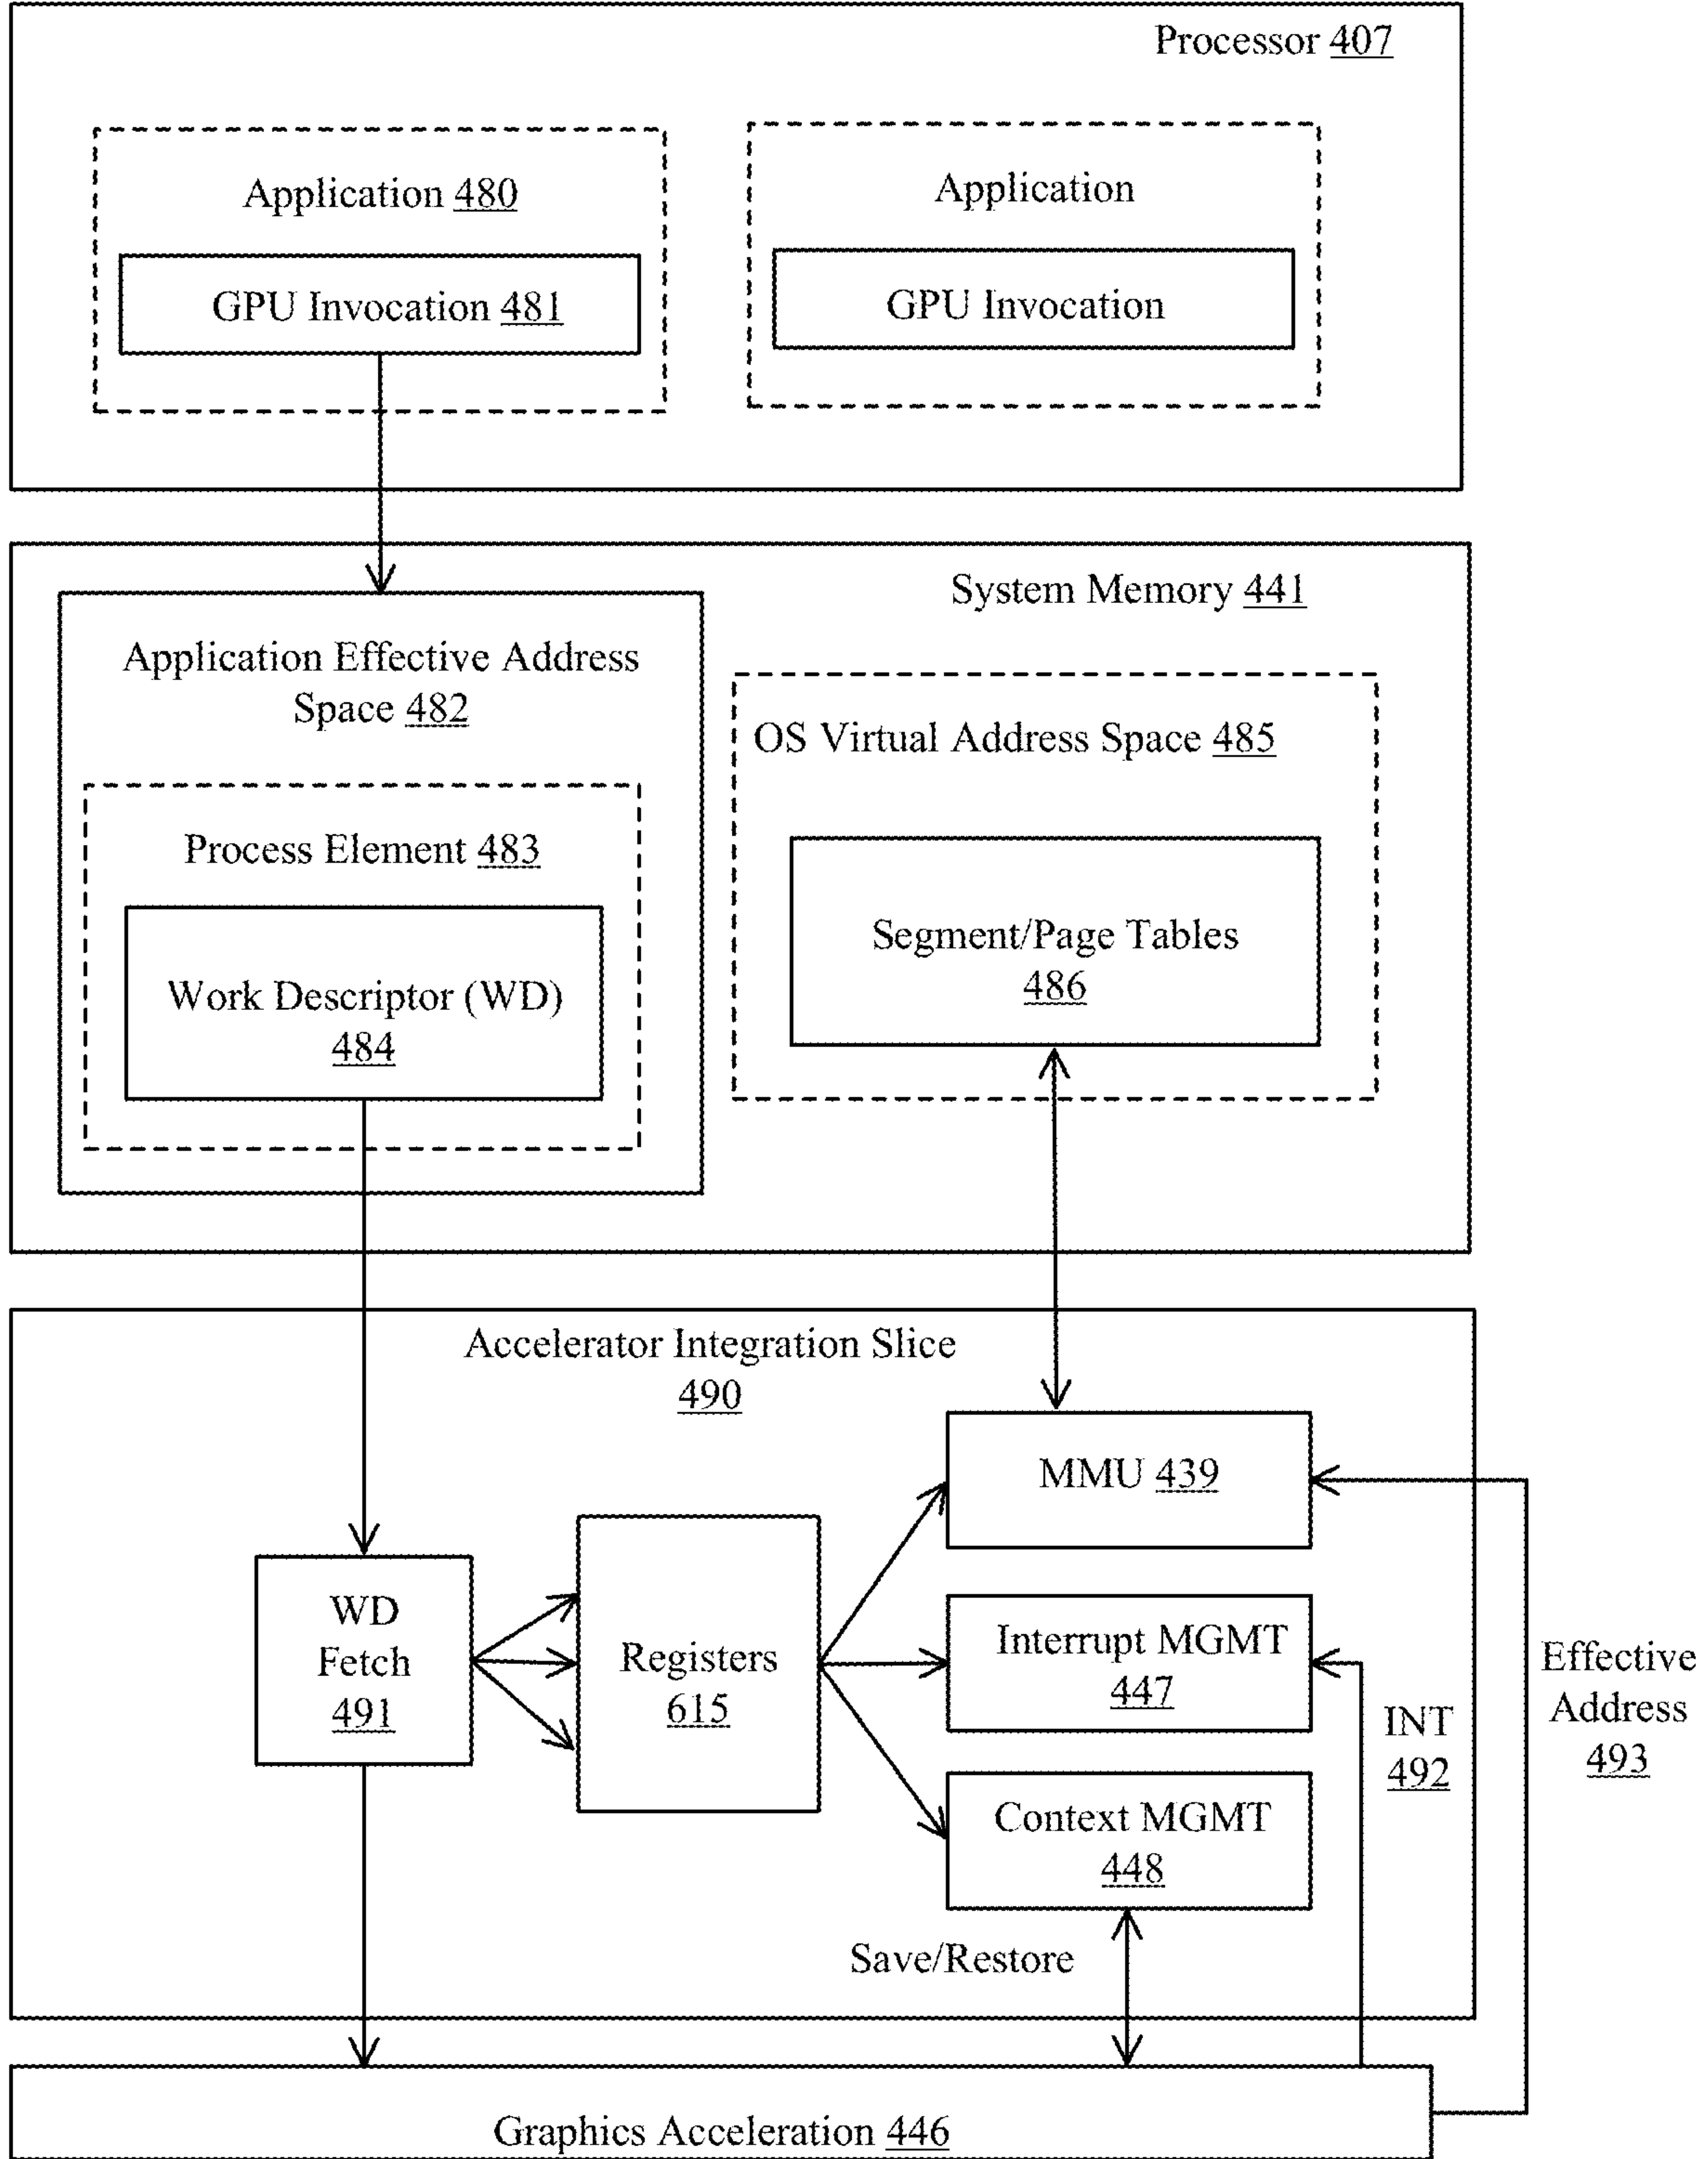 Processor 407
Application 480
GPU Invocation 481
Application
GPU Invocation
System Memory 441
Application Effective Address
Space 482
Process Element 483
Work Descriptor (WD)
484
OS Virtual Address Space 485
Segment/Page Tables
486
Accelerator Integration Slice
490
WD
Fetch
491
Registers
615
MMU 439
Interrupt MGMT
447
Context MGMT
448
Save/Restore
INT
492
Effective
Address
493
Graphics Acceleration 446